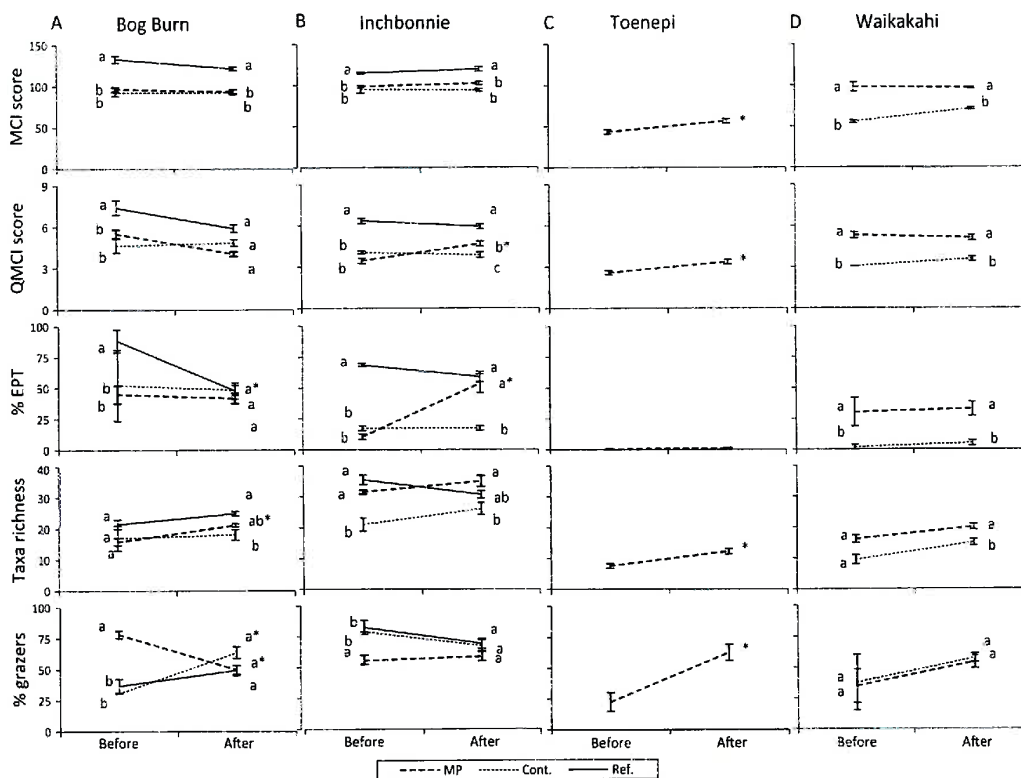 A Bog Burn B Inchbonnie C Toenepi D Waikakahi
MCI score
150
100
50
0
a a
b b
b b
a a
b b
b b
*
a a
b b
QMCI score
9
6
3
0
a a
b a
b a
a a
b b*
b c
*
a a
b b
% EPT
100
75
50
25
0
a a*
b a
b a
a a
b a*
b b
a a
b b
Taxa richness
40
30
20
10
0
a a
a ab*
a b
a a
a ab
b b
*
a a
a b
% grazers
100
75
50
25
0
a a*
b a*
b a
b a
b a
a a
*
a a
a a
Before After Before After Before After Before After
MP Cont. Ref.